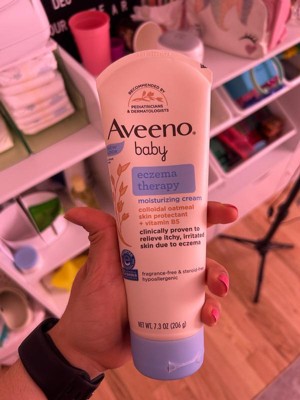 RECOMMENDED BY
PEDIATRICIANS
& DERMATOLOGISTS
Aveeno®
baby
eczema
therapy
moisturizing cream
colloidal oatmeal
skin protectant
+ vitamin B5
clinically proven to
relieve itchy, irritated
skin due to eczema
fragrance-free & steroid-free
hypoallergenic
NET WT. 7.3 OZ (206 g)